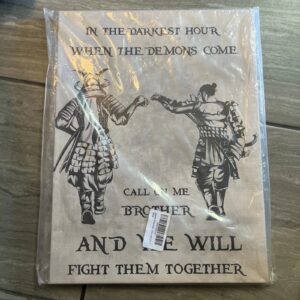 IN THE DARKEST HOUR
WHEN THE DEMONS COME
CALL ON ME
BROTHER
AND WE WILL
FIGHT THEM TOGETHER